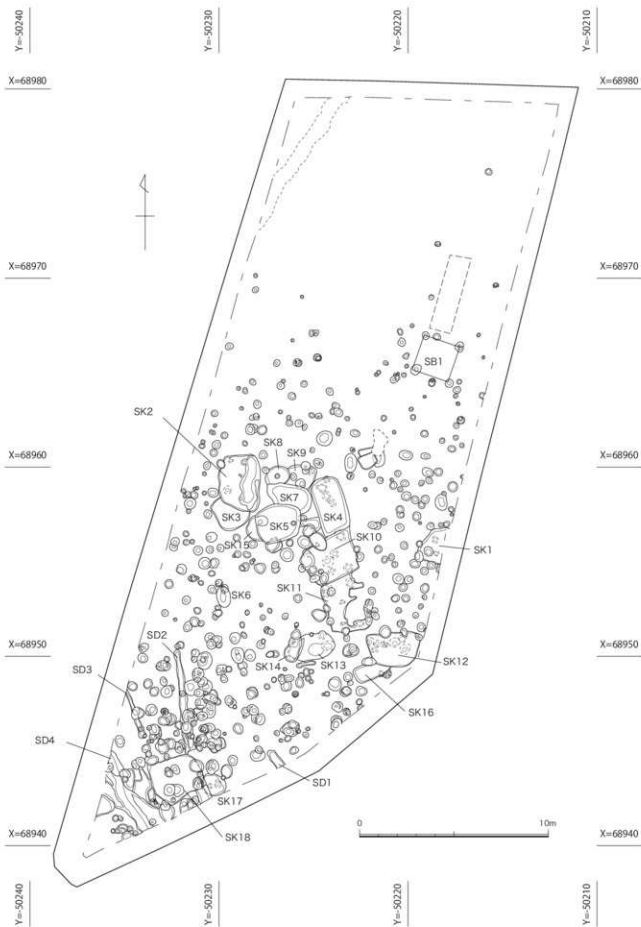 Y=-50240
Y=-50230
Y=-50220
Y=-50210
X=68980
X=68980
X=68970
X=68970
SB1
SK2
SK8
SK9
X=68960
X=68960
SK7
SK4
SK3
SK5
SK10
SK15
SK1
SK11
SK6
SD2
X=68950
X=68950
SK14
SK13
SK12
SD3
SK16
SD4
SD1
SK17
SK18
0
10m
X=68940
X=68940
Y=-50240
Y=-50230
Y=-50220
Y=-50210